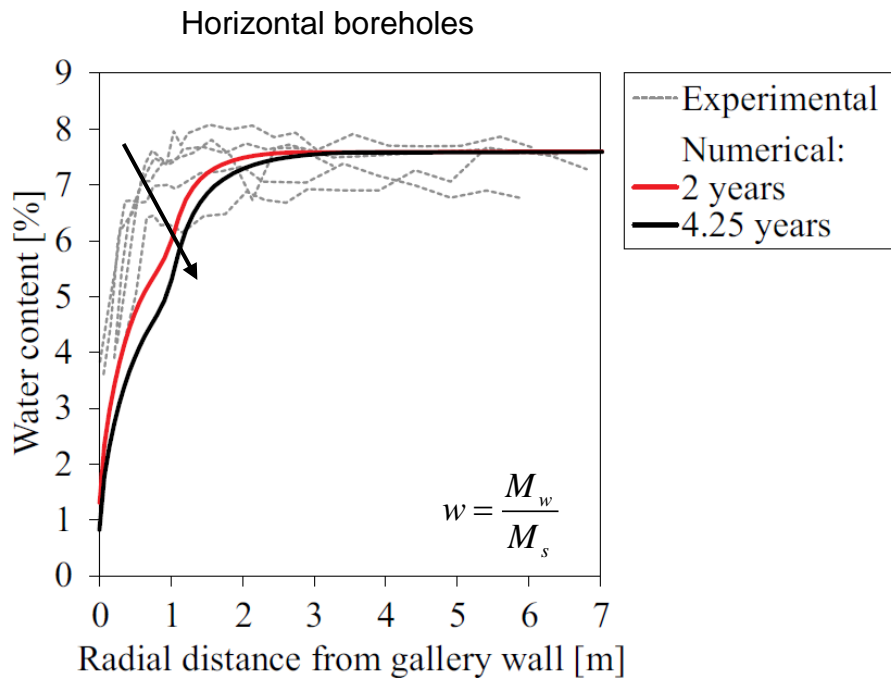 Horizontal boreholes
9
8
7
6
5
4
3
2
1
0
Water content [%]
0 1 2 3 4 5 6 7
Radial distance from gallery wall [m]
w = M_w / M_s
Experimental
Numerical:
2 years
4.25 years